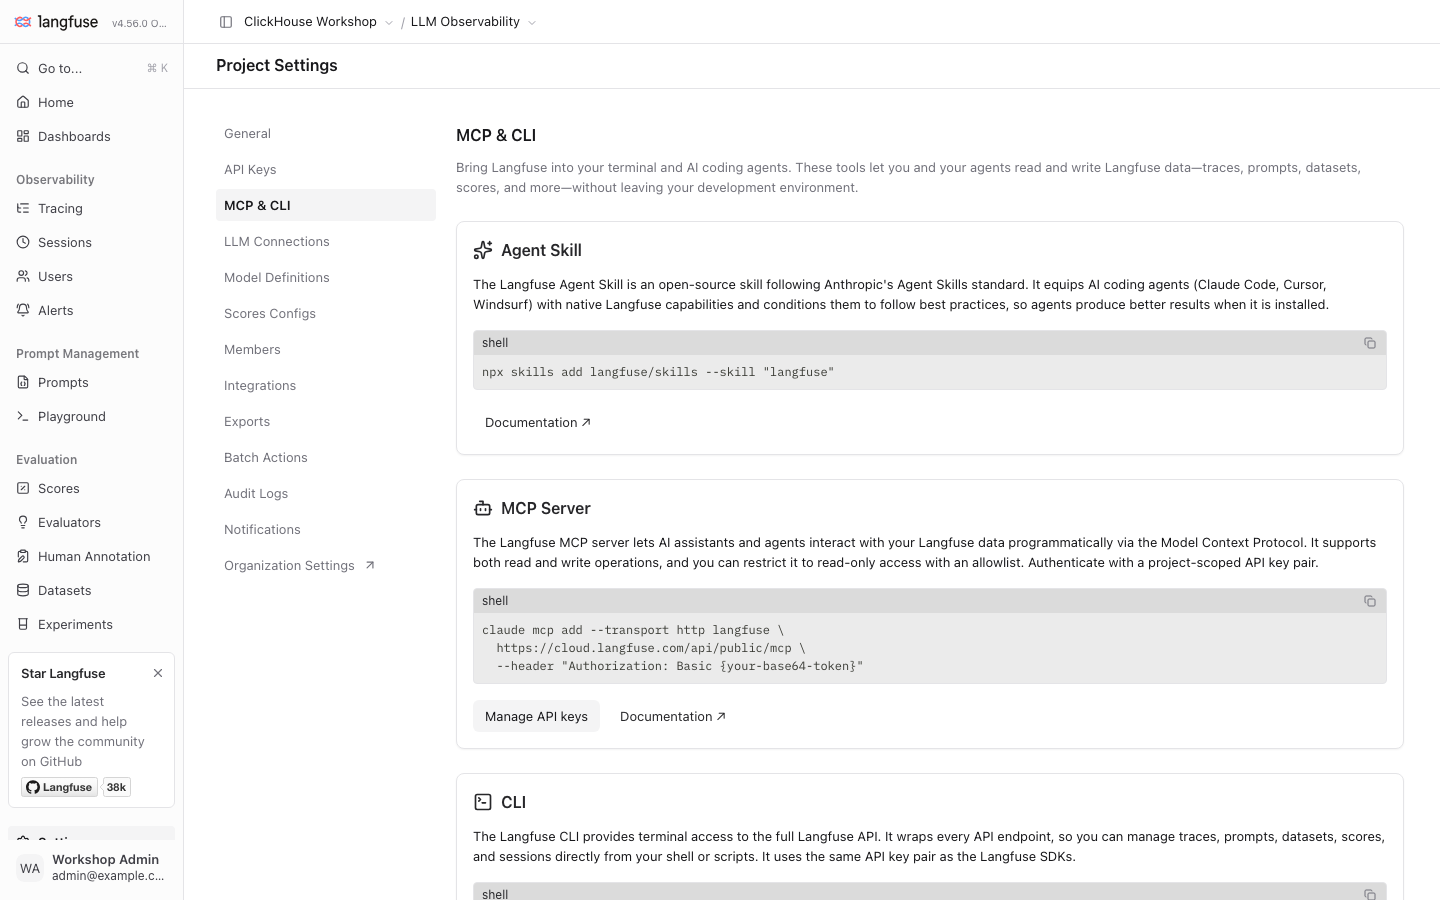 langfuse
v4.56.0 O...
ClickHouse Workshop / LLM Observability
Project Settings
Go to...
⌘ K
Home
Dashboards
Observability
Tracing
Sessions
Users
Alerts
Prompt Management
Prompts
Playground
Evaluation
Scores
Evaluators
Human Annotation
Datasets
Experiments
Star Langfuse
See the latest
releases and help
grow the community
on GitHub
Langfuse 38k
WA
Workshop Admin
admin@example.c...
General
API Keys
MCP & CLI
LLM Connections
Model Definitions
Scores Configs
Members
Integrations
Exports
Batch Actions
Audit Logs
Notifications
Organization Settings
MCP & CLI
Bring Langfuse into your terminal and AI coding agents. These tools let you and your agents read and write Langfuse data—traces, prompts, datasets,
scores, and more—without leaving your development environment.
Agent Skill
The Langfuse Agent Skill is an open-source skill following Anthropic's Agent Skills standard. It equips AI coding agents (Claude Code, Cursor,
Windsurf) with native Langfuse capabilities and conditions them to follow best practices, so agents produce better results when it is installed.
shell
npx skills add langfuse/skills --skill "langfuse"
Documentation
MCP Server
The Langfuse MCP server lets AI assistants and agents interact with your Langfuse data programmatically via the Model Context Protocol. It supports
both read and write operations, and you can restrict it to read-only access with an allowlist. Authenticate with a project-scoped API key pair.
shell
claude mcp add --transport http langfuse \
https://cloud.langfuse.com/api/public/mcp \
--header "Authorization: Basic {your-base64-token}"
Manage API keys
Documentation
CLI
The Langfuse CLI provides terminal access to the full Langfuse API. It wraps every API endpoint, so you can manage traces, prompts, datasets, scores,
and sessions directly from your shell or scripts. It uses the same API key pair as the Langfuse SDKs.
shell